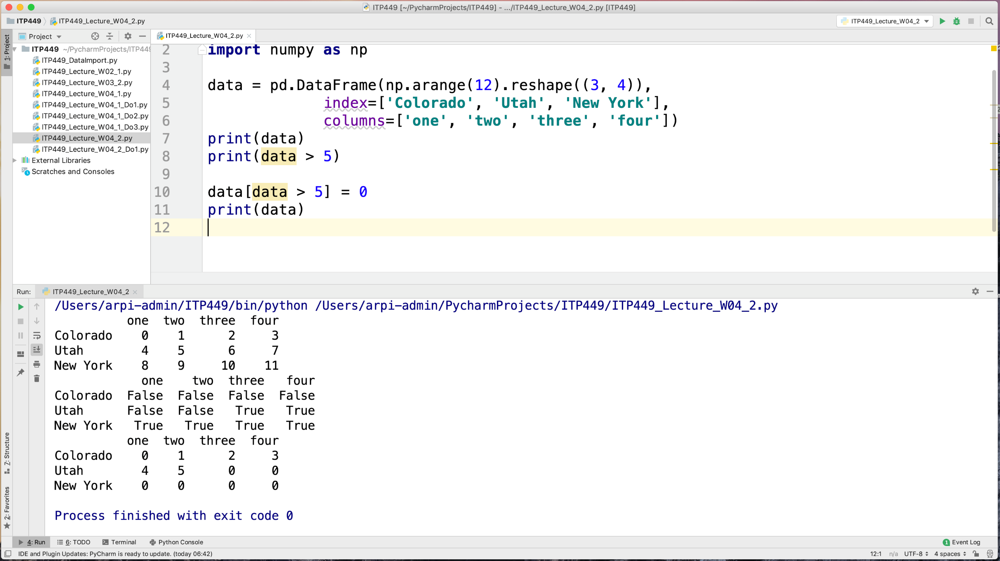 ITP449 [~/PycharmProjects/ITP449] - .../ITP449_Lecture_W04_2.py [ITP449]
ITP449 ITP449_Lecture_W04_2.py ITP449_Lecture_W04_2
1: Project
Project
ITP449 ~/PycharmProjects/ITP449
ITP449_DataImport.py
ITP449_Lecture_W02_1.py
ITP449_Lecture_W03_2.py
ITP449_Lecture_W04_1.py
ITP449_Lecture_W04_1_Do1.py
ITP449_Lecture_W04_1_Do2.py
ITP449_Lecture_W04_1_Do3.py
ITP449_Lecture_W04_2.py
ITP449_Lecture_W04_2_Do1.py
External Libraries
Scratches and Consoles
ITP449_Lecture_W04_2.py
2 import numpy as np
3
4 data = pd.DataFrame(np.arange(12).reshape((3, 4)),
5 index=['Colorado', 'Utah', 'New York'],
6 columns=['one', 'two', 'three', 'four'])
7 print(data)
8 print(data > 5)
9
10 data[data > 5] = 0
11 print(data)
12
Run: ITP449_Lecture_W04_2
/Users/arpi-admin/ITP449/bin/python /Users/arpi-admin/PycharmProjects/ITP449/ITP449_Lecture_W04_2.py
one two three four
Colorado 0 1 2 3
Utah 4 5 6 7
New York 8 9 10 11
one two three four
Colorado False False False False
Utah False False True True
New York True True True True
one two three four
Colorado 0 1 2 3
Utah 4 5 0 0
New York 0 0 0 0
Process finished with exit code 0
7: Structure
2: Favorites
4: Run 6: TODO Terminal Python Console 1 Event Log
IDE and Plugin Updates: PyCharm is ready to update. (today 06:42) 12:1 n/a UTF-8 4 spaces